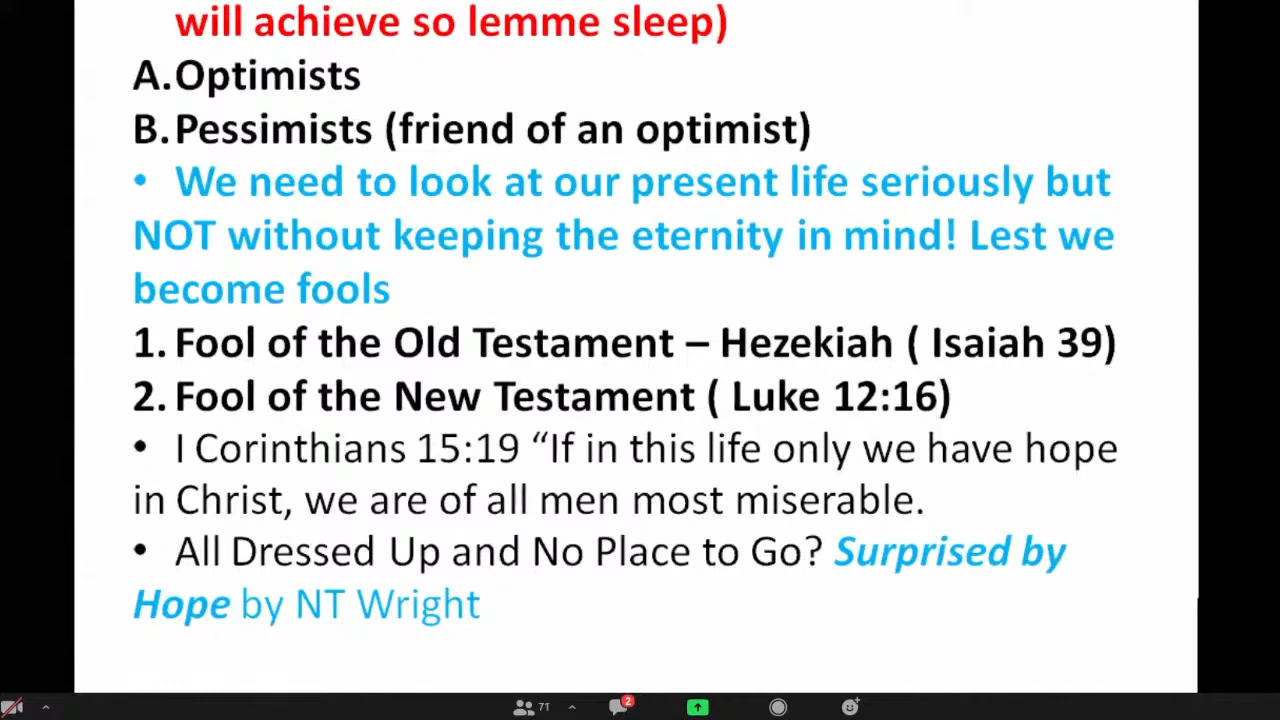 will achieve so lemme sleep)
A. Optimists
B. Pessimists (friend of an optimist)
• We need to look at our present life seriously but
NOT without keeping the eternity in mind! Lest we
become fools
1. Fool of the Old Testament – Hezekiah ( Isaiah 39)
2. Fool of the New Testament ( Luke 12:16)
• I Corinthians 15:19 “If in this life only we have hope
in Christ, we are of all men most miserable.
• All Dressed Up and No Place to Go? Surprised by
Hope by NT Wright
71 2